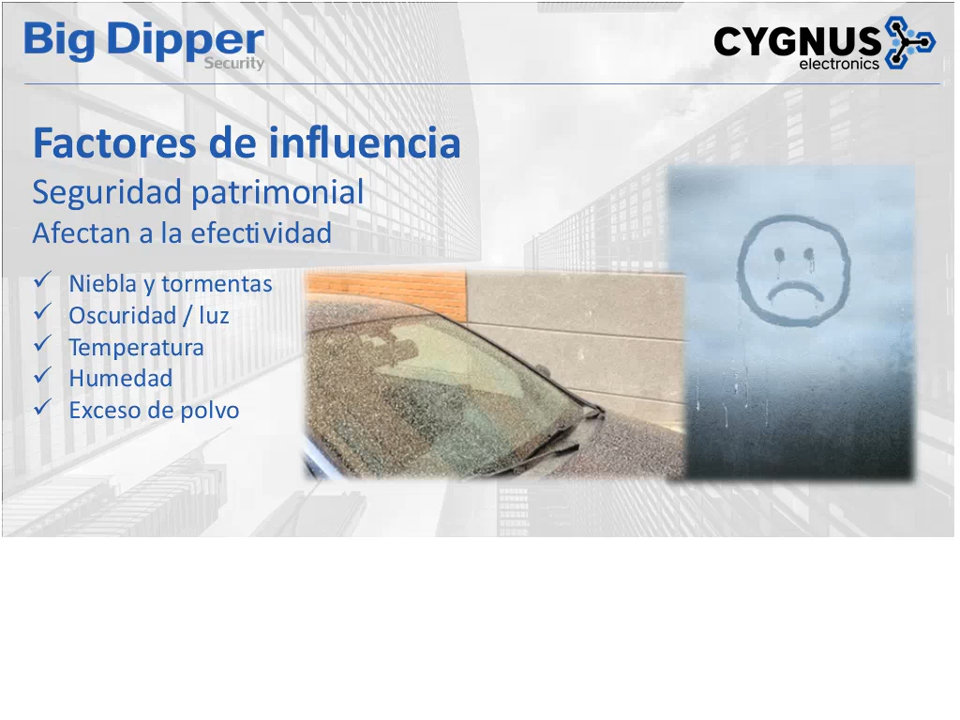 Big Dipper
Security
CYGNUS
electronics
Factores de influencia
Seguridad patrimonial
Afectan a la efectividad
✓ Niebla y tormentas
✓ Oscuridad / luz
✓ Temperatura
✓ Humedad
✓ Exceso de polvo